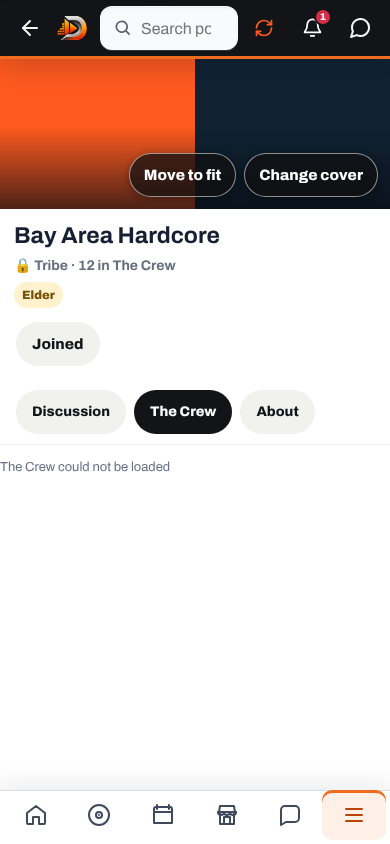 Search po
1
Move to fit
Change cover
Bay Area Hardcore
🔒 Tribe · 12 in The Crew
Elder
Joined
Discussion
The Crew
About
The Crew could not be loaded